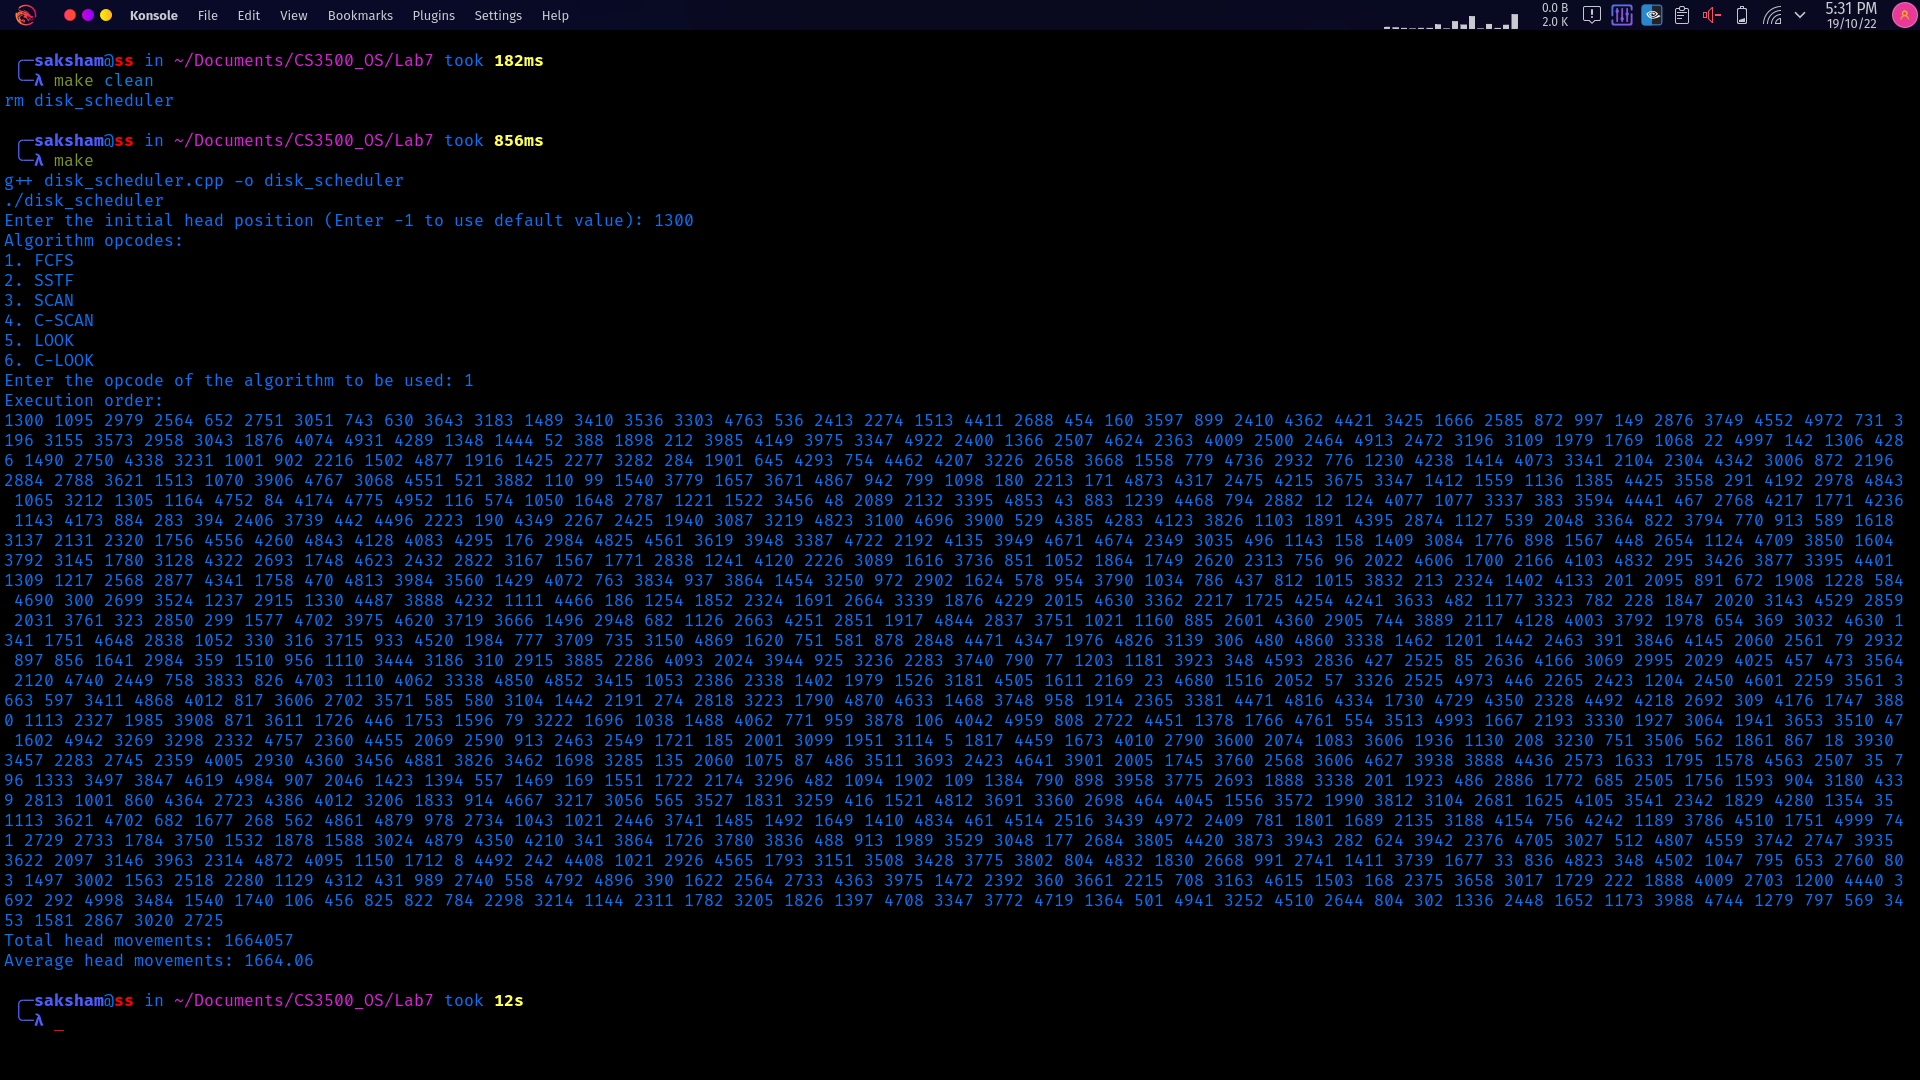 Konsole File Edit View Bookmarks Plugins Settings Help
0.0 B
2.0 K
5:31 PM
19/10/22
saksham@ss in ~/Documents/CS3500_OS/Lab7 took 182ms
λ make clean
rm disk_scheduler
saksham@ss in ~/Documents/CS3500_OS/Lab7 took 856ms
λ make
g++ disk_scheduler.cpp -o disk_scheduler
./disk_scheduler
Enter the initial head position (Enter -1 to use default value): 1300
Algorithm opcodes:
1. FCFS
2. SSTF
3. SCAN
4. C-SCAN
5. LOOK
6. C-LOOK
Enter the opcode of the algorithm to be used: 1
Execution order:
1300 1095 2979 2564 652 2751 3051 743 630 3643 3183 1489 3410 3536 3303 4763 536 2413 2274 1513 4411 2688 454 160 3597 899 2410 4362 4421 3425 1666 2585 872 997 149 2876 3749 4552 4972 731 3
196 3155 3573 2958 3043 1876 4074 4931 4289 1348 1444 52 388 1898 212 3985 4149 3975 3347 4922 2400 1366 2507 4624 2363 4009 2500 2464 4913 2472 3196 3109 1979 1769 1068 22 4997 142 1306 428
6 1490 2750 4338 3231 1001 902 2216 1502 4877 1916 1425 2277 3282 284 1901 645 4293 754 4462 4207 3226 2658 3668 1558 779 4736 2932 776 1230 4238 1414 4073 3341 2104 2304 4342 3006 872 2196
2884 2788 3621 1513 1070 3906 4767 3068 4551 521 3882 110 99 1540 3779 1657 3671 4867 942 799 1098 180 2213 171 4873 4317 2475 4215 3675 3347 1412 1559 1136 1385 4425 3558 291 4192 2978 4843
1065 3212 1305 1164 4752 84 4174 4775 4952 116 574 1050 1648 2787 1221 1522 3456 48 2089 2132 3395 4853 43 883 1239 4468 794 2882 12 124 4077 1077 3337 383 3594 4441 467 2768 4217 1771 4236
1143 4173 884 283 394 2406 3739 442 4496 2223 190 4349 2267 2425 1940 3087 3219 4823 3100 4696 3900 529 4385 4283 4123 3826 1103 1891 4395 2874 1127 539 2048 3364 822 3794 770 913 589 1618
3137 2131 2320 1756 4556 4260 4843 4128 4083 4295 176 2984 4825 4561 3619 3948 3387 4722 2192 4135 3949 4671 4674 2349 3035 496 1143 158 1409 3084 1776 898 1567 448 2654 1124 4709 3850 1604
3792 3145 1780 3128 4322 2693 1748 4623 2432 2822 3167 1567 1771 2838 1241 4120 2226 3089 1616 3736 851 1052 1864 1749 2620 2313 756 96 2022 4606 1700 2166 4103 4832 295 3426 3877 3395 4401
1309 1217 2568 2877 4341 1758 470 4813 3984 3560 1429 4072 763 3834 937 3864 1454 3250 972 2902 1624 578 954 3790 1034 786 437 812 1015 3832 213 2324 1402 4133 201 2095 891 672 1908 1228 584
4690 300 2699 3524 1237 2915 1330 4487 3888 4232 1111 4466 186 1254 1852 2324 1691 2664 3339 1876 4229 2015 4630 3362 2217 1725 4254 4241 3633 482 1177 3323 782 228 1847 2020 3143 4529 2859
2031 3761 323 2850 299 1577 4702 3975 4620 3719 3666 1496 2948 682 1126 2663 4251 2851 1917 4844 2837 3751 1021 1160 885 2601 4360 2905 744 3889 2117 4128 4003 3792 1978 654 369 3032 4630 1
341 1751 4648 2838 1052 330 316 3715 933 4520 1984 777 3709 735 3150 4869 1620 751 581 878 2848 4471 4347 1976 4826 3139 306 480 4860 3338 1462 1201 1442 2463 391 3846 4145 2060 2561 79 2932
897 856 1641 2984 359 1510 956 1110 3444 3186 310 2915 3885 2286 4093 2024 3944 925 3236 2283 3740 790 77 1203 1181 3923 348 4593 2836 427 2525 85 2636 4166 3069 2995 2029 4025 457 473 3564
2120 4740 2449 758 3833 826 4703 1110 4062 3338 4850 4852 3415 1053 2386 2338 1402 1979 1526 3181 4505 1611 2169 23 4680 1516 2052 57 3326 2525 4973 446 2265 2423 1204 2450 4601 2259 3561 3
663 597 3411 4868 4012 817 3606 2702 3571 585 580 3104 1442 2191 274 2818 3223 1790 4870 4633 1468 3748 958 1914 2365 3381 4471 4816 4334 1730 4729 4350 2328 4492 4218 2692 309 4176 1747 388
0 1113 2327 1985 3908 871 3611 1726 446 1753 1596 79 3222 1696 1038 1488 4062 771 959 3878 106 4042 4959 808 2722 4451 1378 1766 4761 554 3513 4993 1667 2193 3330 1927 3064 1941 3653 3510 47
1602 4942 3269 3298 2332 4757 2360 4455 2069 2590 913 2463 2549 1721 185 2001 3099 1951 3114 5 1817 4459 1673 4010 2790 3600 2074 1083 3606 1936 1130 208 3230 751 3506 562 1861 867 18 3930
3457 2283 2745 2359 4005 2930 4360 3456 4881 3826 3462 1698 3285 135 2060 1075 87 486 3511 3693 2423 4641 3901 2005 1745 3760 2568 3606 4627 3938 3888 4436 2573 1633 1795 1578 4563 2507 35 7
96 1333 3497 3847 4619 4984 907 2046 1423 1394 557 1469 169 1551 1722 2174 3296 482 1094 1902 109 1384 790 898 3958 3775 2693 1888 3338 201 1923 486 2886 1772 685 2505 1756 1593 904 3180 433
9 2813 1001 860 4364 2723 4386 4012 3206 1833 914 4667 3217 3056 565 3527 1831 3259 416 1521 4812 3691 3360 2698 464 4045 1556 3572 1990 3812 3104 2681 1625 4105 3541 2342 1829 4280 1354 35
1113 3621 4702 682 1677 268 562 4861 4879 978 2734 1043 1021 2446 3741 1485 1492 1649 1410 4834 461 4514 2516 3439 4972 2409 781 1801 1689 2135 3188 4154 756 4242 1189 3786 4510 1751 4999 74
1 2729 2733 1784 3750 1532 1878 1588 3024 4879 4350 4210 341 3864 1726 3780 3836 488 913 1989 3529 3048 177 2684 3805 4420 3873 3943 282 624 3942 2376 4705 3027 512 4807 4559 3742 2747 3935
3622 2097 3146 3963 2314 4872 4095 1150 1712 8 4492 242 4408 1021 2926 4565 1793 3151 3508 3428 3775 3802 804 4832 1830 2668 991 2741 1411 3739 1677 33 836 4823 348 4502 1047 795 653 2760 80
3 1497 3002 1563 2518 2280 1129 4312 431 989 2740 558 4792 4896 390 1622 2564 2733 4363 3975 1472 2392 360 3661 2215 708 3163 4615 1503 168 2375 3658 3017 1729 222 1888 4009 2703 1200 4440 3
692 292 4998 3484 1540 1740 106 456 825 822 784 2298 3214 1144 2311 1782 3205 1826 1397 4708 3347 3772 4719 1364 501 4941 3252 4510 2644 804 302 1336 2448 1652 1173 3988 4744 1279 797 569 34
53 1581 2867 3020 2725
Total head movements: 1664057
Average head movements: 1664.06
saksham@ss in ~/Documents/CS3500_OS/Lab7 took 12s
λ _